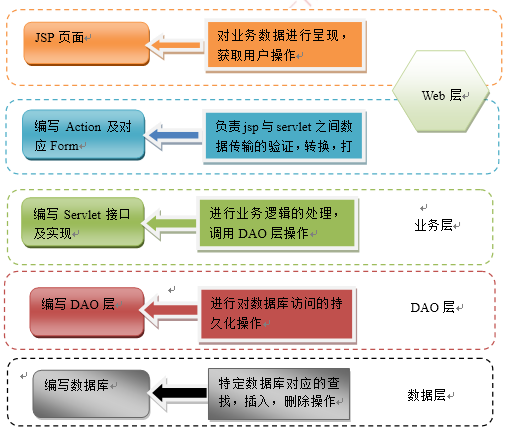 JSP 页面
对业务数据进行呈现，
获取用户操作
Web 层
编写 Action 及对
应 Form
负责 jsp 与 servlet 之间数
据传输的验证，转换，打
编写 Servlet 接口
及实现
进行业务逻辑的处理，
调用 DAO 层操作
业务层
编写 DAO 层
进行对数据库访问的持
久化操作
DAO 层
编写数据库
特定数据库对应的查
找，插入，删除操作
数据层